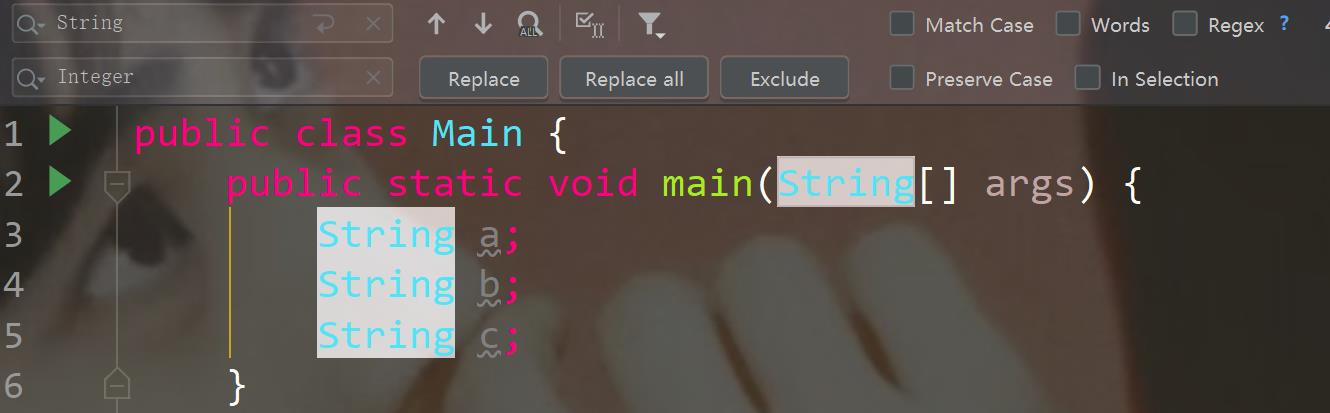 String
ALL
Match Case Words Regex ?
Integer
Replace Replace all Exclude
Preserve Case In Selection
1 public class Main {
2 public static void main(String[] args) {
3 String a;
4 String b;
5 String c;
6 }